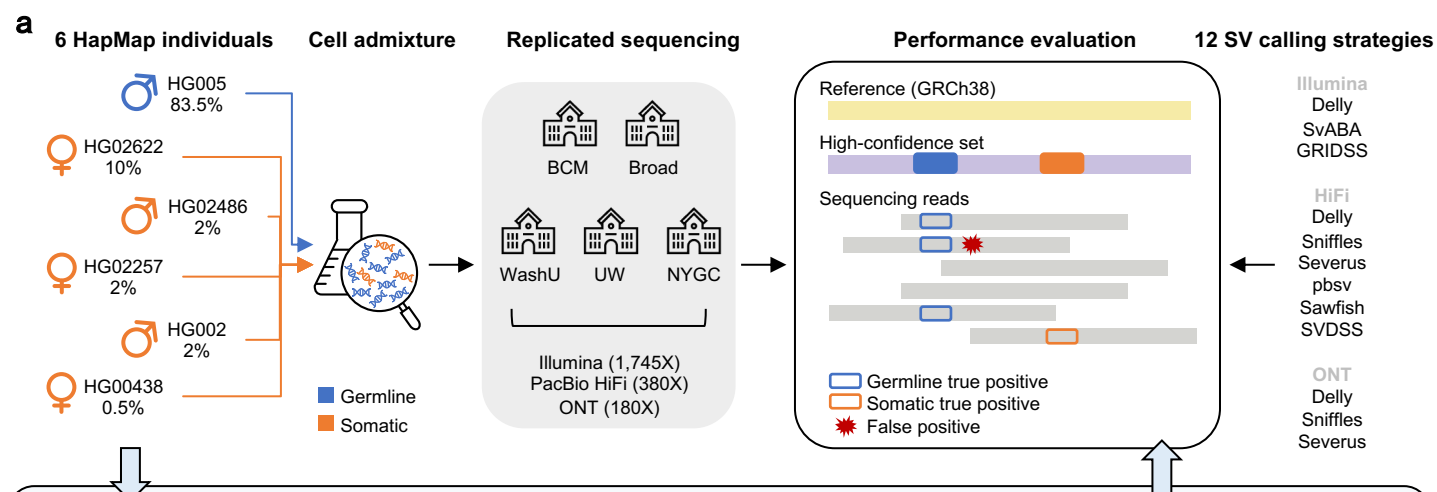 a
6 HapMap individuals
HG005
83.5%
HG02622
10%
HG02486
2%
HG02257
2%
HG002
2%
HG00438
0.5%
Cell admixture
Germline
Somatic
Replicated sequencing
BCM
Broad
WashU
UW
NYGC
Illumina (1,745X)
PacBio HiFi (380X)
ONT (180X)
Performance evaluation
Reference (GRCh38)
High-confidence set
Sequencing reads
Germline true positive
Somatic true positive
False positive
12 SV calling strategies
Illumina
Delly
SvABA
GRIDSS
HiFi
Delly
Sniffles
Severus
pbsv
Sawfish
SVDSS
ONT
Delly
Sniffles
Severus